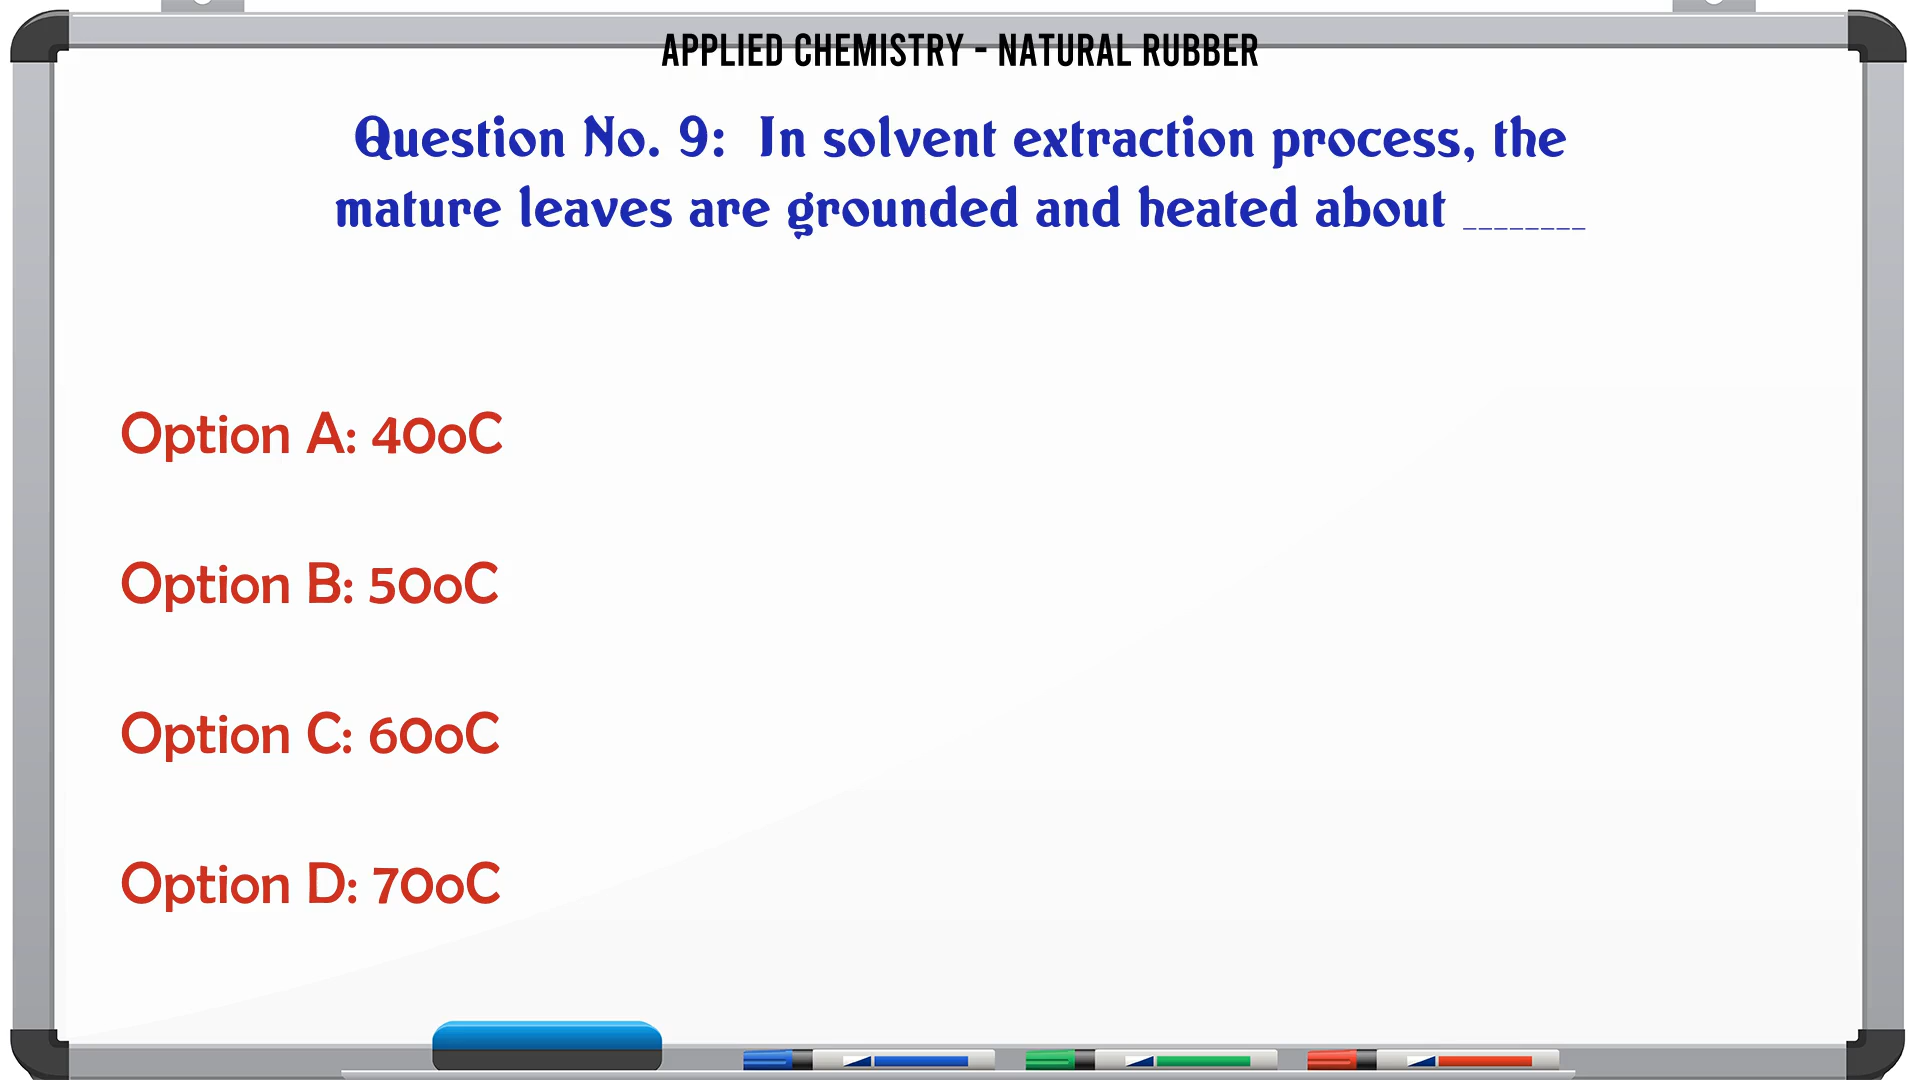 APPLIED CHEMISTRY - NATURAL RUBBER
Question No. 9:  In solvent extraction process, the
mature leaves are grounded and heated about ________
Option A: 40oC
Option B: 50oC
Option C: 60oC
Option D: 70oC